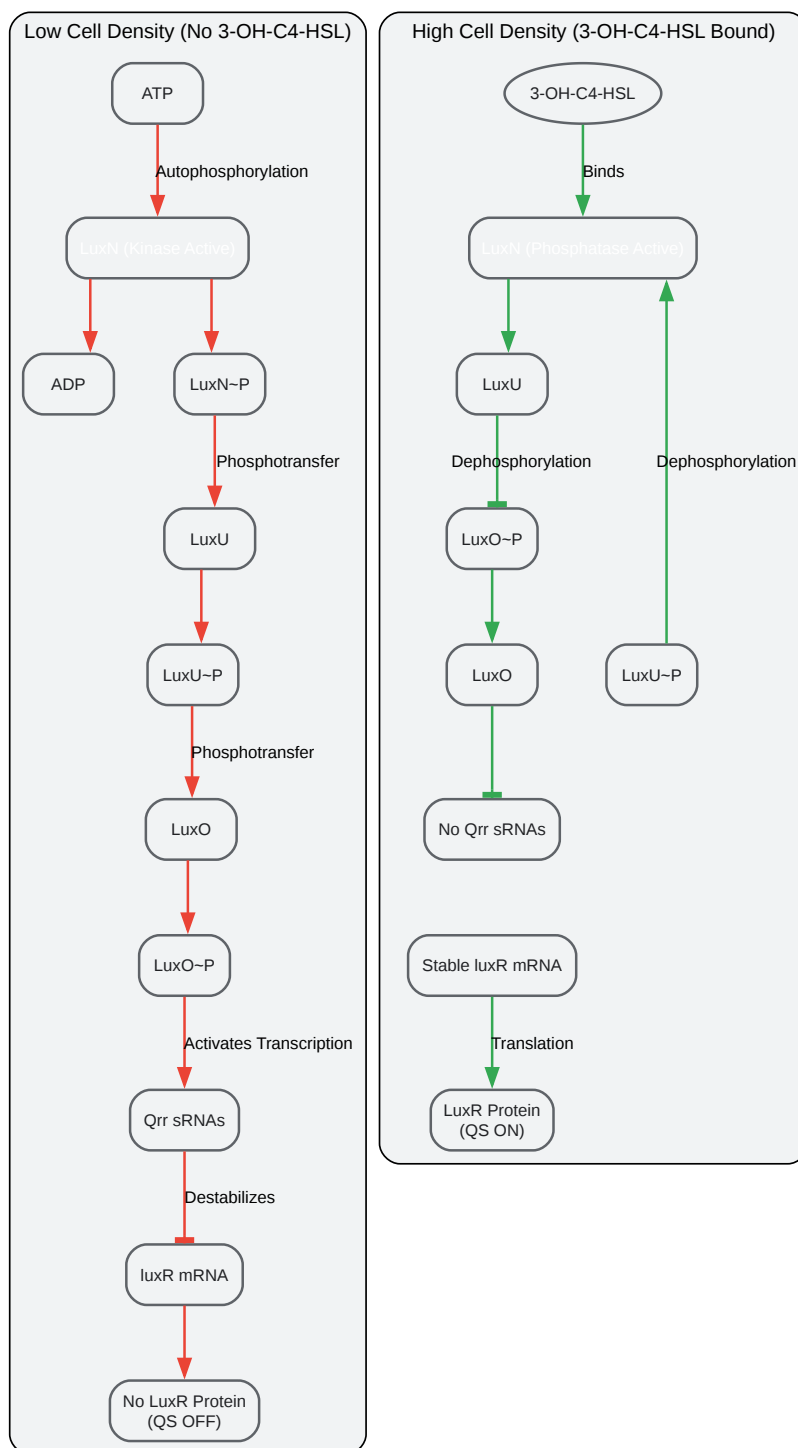 Low Cell Density (No 3-OH-C4-HSL)
ATP
Autophosphorylation
LuxN (Kinase Active)
ADP
LuxN~P
Phosphotransfer
LuxU
LuxU~P
Phosphotransfer
LuxO
LuxO~P
Activates Transcription
Qrr sRNAs
Destabilizes
luxR mRNA
No LuxR Protein
(QS OFF)
High Cell Density (3-OH-C4-HSL Bound)
3-OH-C4-HSL
Binds
LuxN (Phosphatase Active)
LuxU
Dephosphorylation
Dephosphorylation
LuxO~P
LuxO
LuxU~P
No Qrr sRNAs
Stable luxR mRNA
Translation
LuxR Protein
(QS ON)